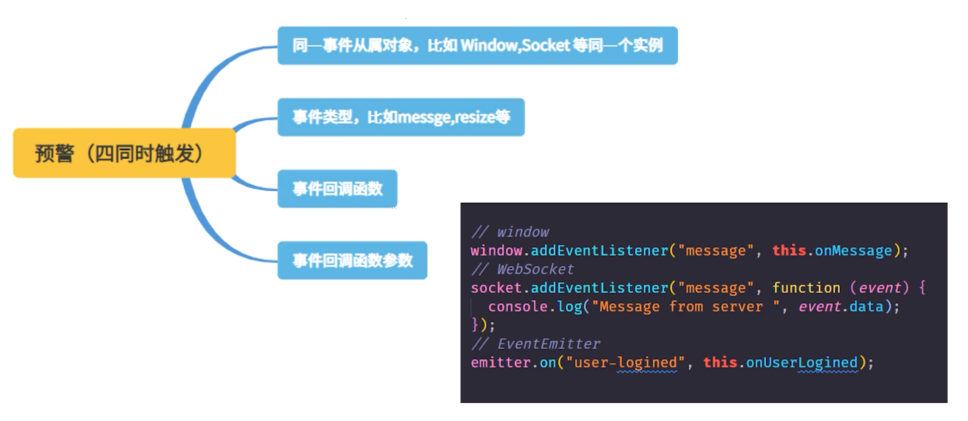 同一事件从属对象，比如 Window,Socket 等同一个实例
事件类型，比如messge,resize等
预警（四同时触发）
事件回调函数
事件回调函数参数
// window
window.addEventListener("message", this.onMessage);
// WebSocket
socket.addEventListener("message", function (event) {
console.log("Message from server ", event.data);
});
// EventEmitter
emitter.on("user-logined", this.onUserLogined);